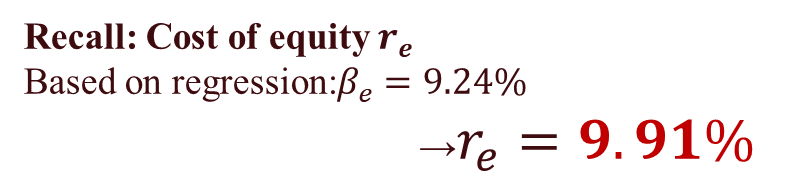 Recall: Cost of equity rₑ
Based on regression:βₑ = 9.24%
→rₑ = 9.91%